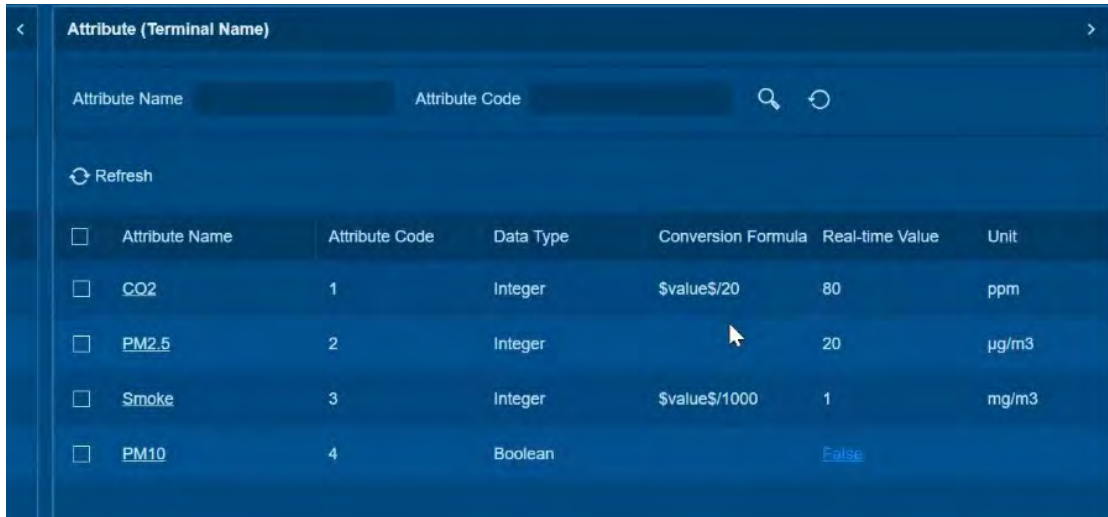 Attribute (Terminal Name)
Attribute Name Attribute Code
Refresh
Attribute Name Attribute Code Data Type Conversion Formula Real-time Value Unit
CO2 1 Integer $value$/20 80 ppm
PM2.5 2 Integer 20 µg/m3
Smoke 3 Integer $value$/1000 1 mg/m3
PM10 4 Boolean False